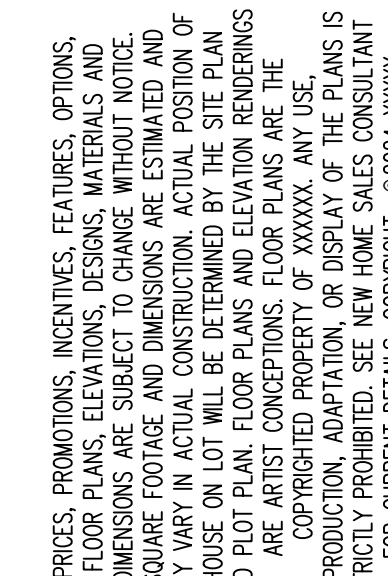 PRICES, PROMOTIONS, INCENTIVES, FEATURES, OPTIONS,
FLOOR PLANS, ELEVATIONS, DESIGNS, MATERIALS AND
DIMENSIONS ARE SUBJECT TO CHANGE WITHOUT NOTICE.
SQUARE FOOTAGE AND DIMENSIONS ARE ESTIMATED AND
Y VARY IN ACTUAL CONSTRUCTION. ACTUAL POSITION OF
HOUSE ON LOT WILL BE DETERMINED BY THE SITE PLAN
D PLOT PLAN. FLOOR PLANS AND ELEVATION RENDERINGS
ARE ARTIST CONCEPTIONS. FLOOR PLANS ARE THE
COPYRIGHTED PROPERTY OF XXXXXX. ANY USE,
PRODUCTION, ADAPTATION, OR DISPLAY OF THE PLANS IS
TRICTLY PROHIBITED. SEE NEW HOME SALES CONSULTANT
FOR CURRENT DETAILS. COPYRIGHT ©